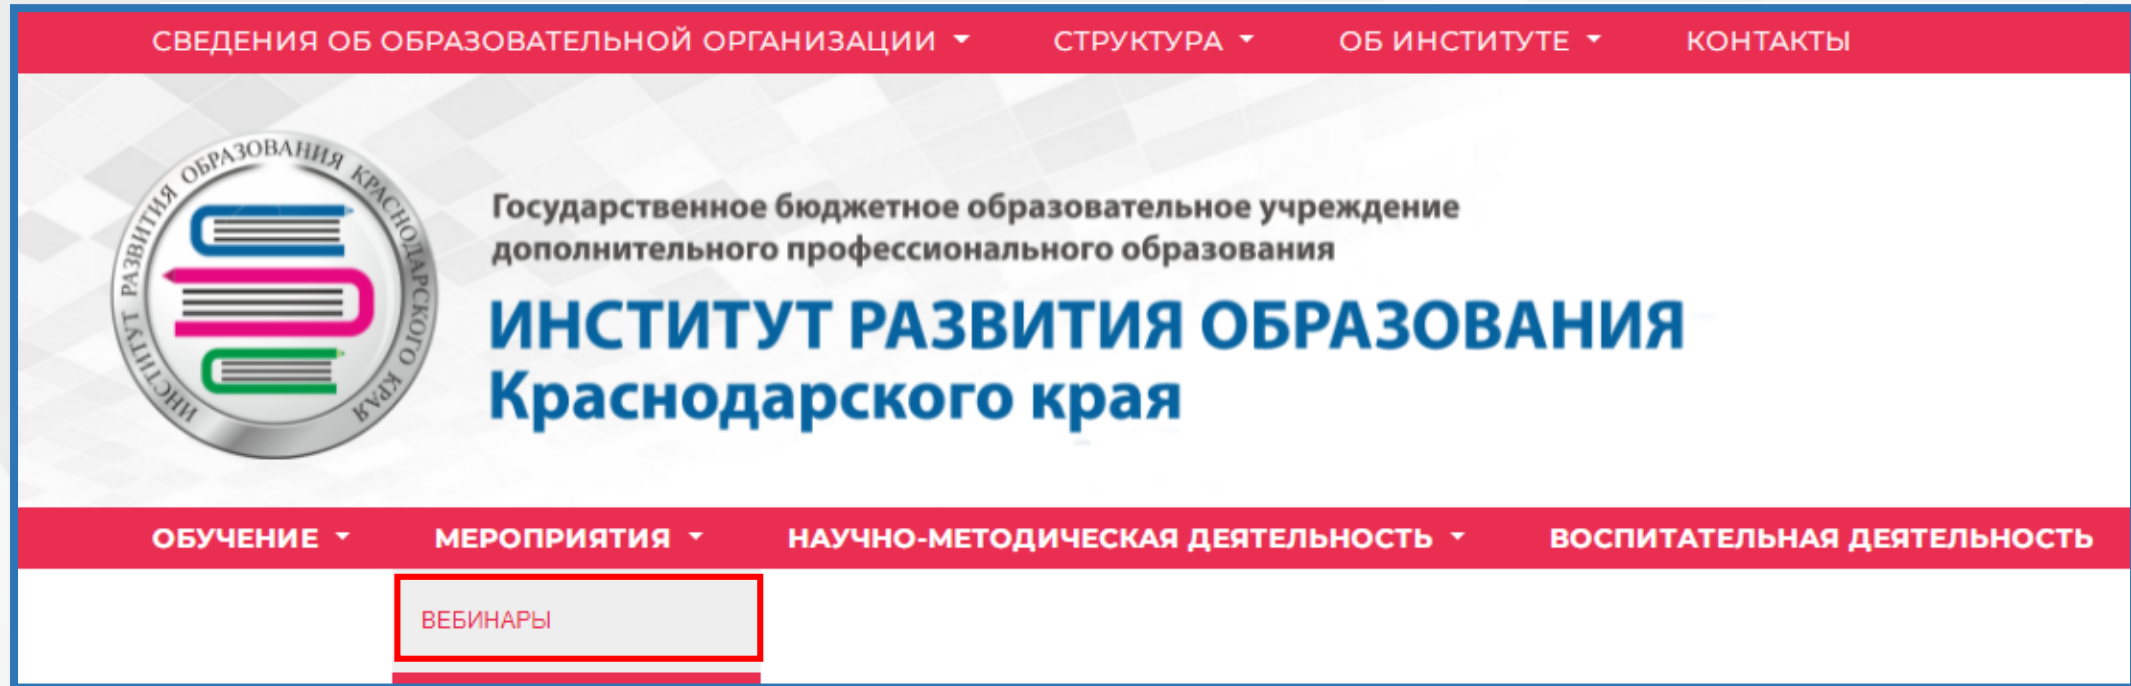 СВЕДЕНИЯ ОБ ОБРАЗОВАТЕЛЬНОЙ ОРГАНИЗАЦИИ СТРУКТУРА ОБ ИНСТИТУТЕ КОНТАКТЫ
ИНСТИТУТ РАЗВИТИЯ ОБРАЗОВАНИЯ КРАСНОДАРСКОГО КРАЯ
Государственное бюджетное образовательное учреждение
дополнительного профессионального образования
ИНСТИТУТ РАЗВИТИЯ ОБРАЗОВАНИЯ
Краснодарского края
ОБУЧЕНИЕ МЕРОПРИЯТИЯ НАУЧНО-МЕТОДИЧЕСКАЯ ДЕЯТЕЛЬНОСТЬ ВОСПИТАТЕЛЬНАЯ ДЕЯТЕЛЬНОСТЬ
ВЕБИНАРЫ